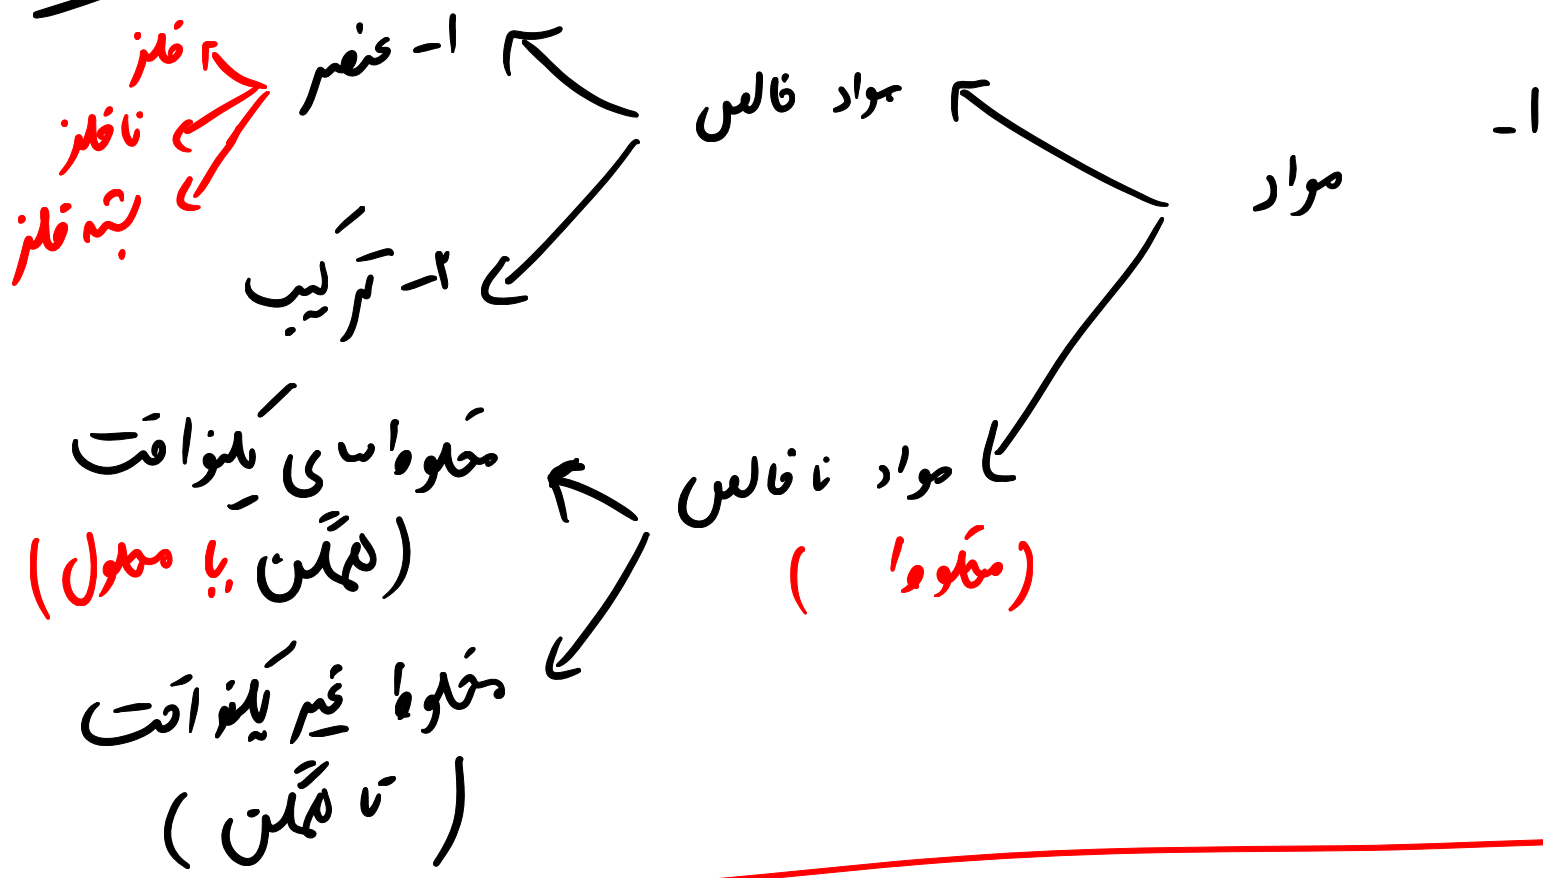 ۱-
مواد
مواد خالص
۱- عنصر
فلز
نافلز
شبه فلز
۲- ترکیب
مواد ناخالص
(مخلوط)
مخلوط های یکنواخت
(همگن یا محلول)
مخلوط غیر یکنواخت
(ناهمگن)